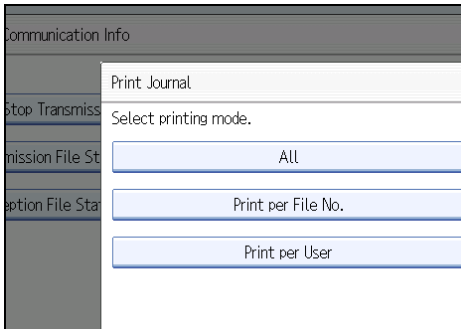 Communication Info
Print Journal
Select printing mode.
Stop Transmiss
All
mission File St
Print per File No.
eption File Sta
Print per User